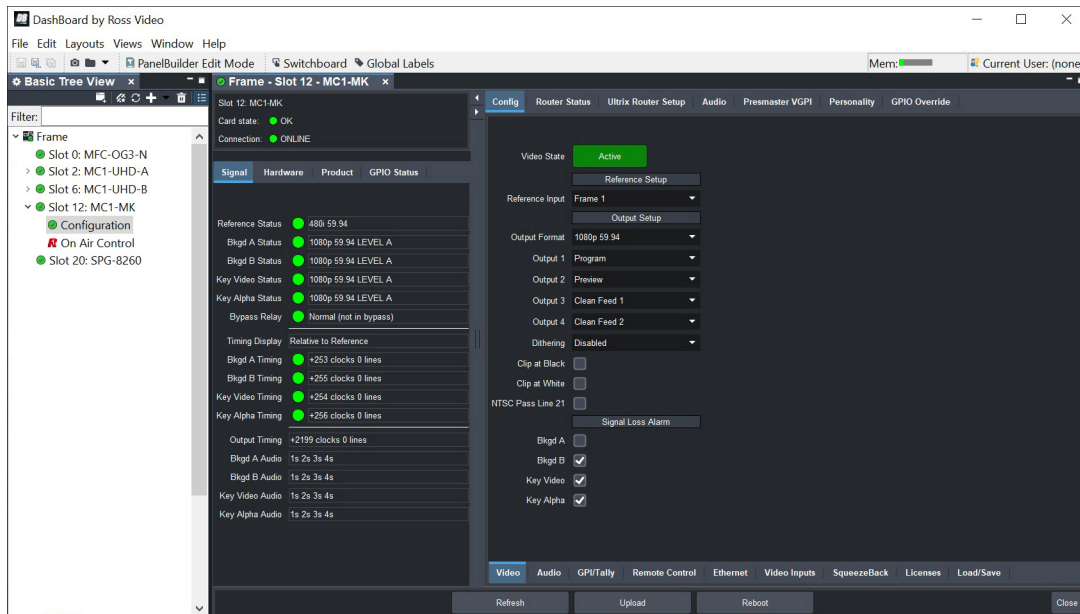 DashBoard by Ross Video
File Edit Layouts Views Window Help
PanelBuilder Edit Mode Switchboard Global Labels Mem: Current User: (none
Basic Tree View ×
Filter:
Frame
Slot 0: MFC-OG3-N
Slot 2: MC1-UHD-A
Slot 6: MC1-UHD-B
Slot 12: MC1-MK
Configuration
On Air Control
Slot 20: SPG-8260
Frame - Slot 12 - MC1-MK ×
Slot 12: MC1-MK
Card state: OK
Connection: ONLINE
Signal Hardware Product GPIO Status
Reference Status 480i 59.94
Bkgd A Status 1080p 59.94 LEVEL A
Bkgd B Status 1080p 59.94 LEVEL A
Key Video Status 1080p 59.94 LEVEL A
Key Alpha Status 1080p 59.94 LEVEL A
Bypass Relay Normal (not in bypass)
Timing Display Relative to Reference
Bkgd A Timing +253 clocks 0 lines
Bkgd B Timing +255 clocks 0 lines
Key Video Timing +254 clocks 0 lines
Key Alpha Timing +256 clocks 0 lines
Output Timing +2199 clocks 0 lines
Bkgd A Audio 1s 2s 3s 4s
Bkgd B Audio 1s 2s 3s 4s
Key Video Audio 1s 2s 3s 4s
Key Alpha Audio 1s 2s 3s 4s
Config Router Status Ultrix Router Setup Audio Presmaster VGPI Personality GPIO Override
Video State Active
Reference Setup
Reference Input Frame 1
Output Setup
Output Format 1080p 59.94
Output 1 Program
Output 2 Preview
Output 3 Clean Feed 1
Output 4 Clean Feed 2
Dithering Disabled
Clip at Black
Clip at White
NTSC Pass Line 21
Signal Loss Alarm
Bkgd A
Bkgd B
Key Video
Key Alpha
Video Audio GPI/Tally Remote Control Ethernet Video Inputs SqueezeBack Licenses Load/Save
Refresh Upload Reboot Close